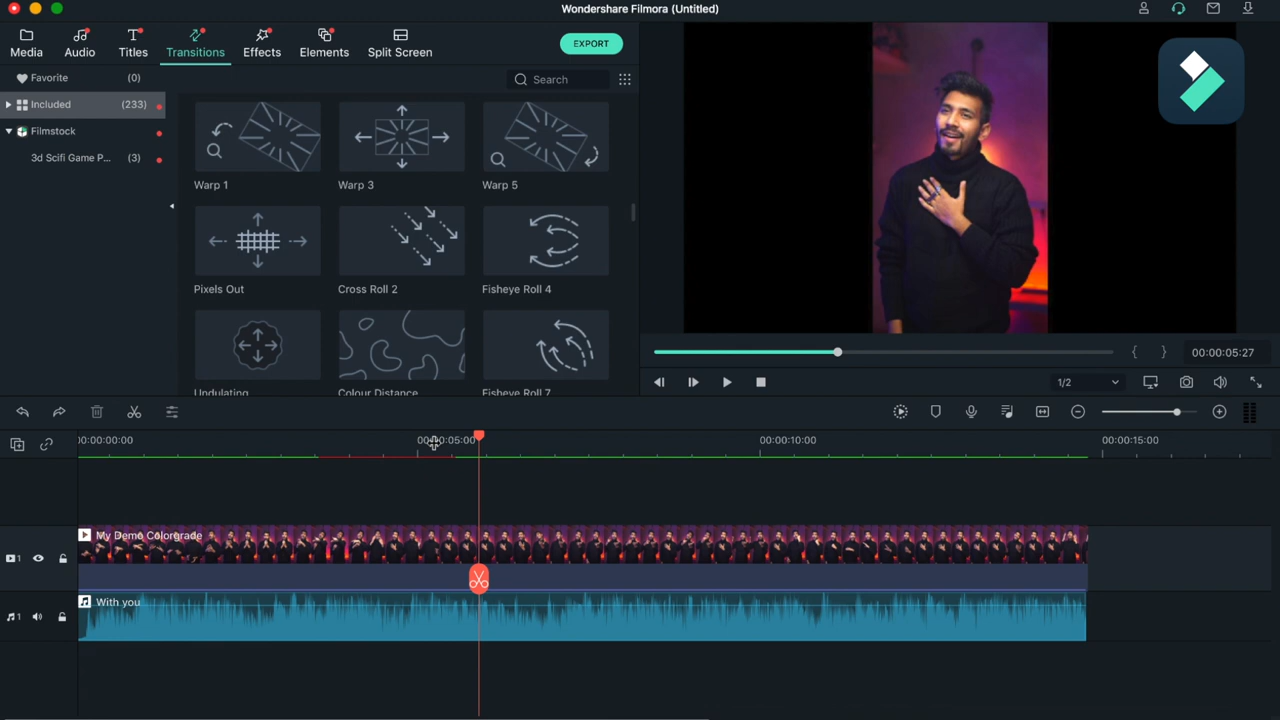 Wondershare Filmora (Untitled)
Media
Audio
Titles
Transitions
Effects
Elements
Split Screen
EXPORT
Favorite (0)
Search
Included (233)
Filmstock
3d Scifi Game P... (3)
Warp 1
Warp 3
Warp 5
Pixels Out
Cross Roll 2
Fisheye Roll 4
Undulating
Colour Distance
Fisheye Roll 7
{ } 00:00:05:27
1/2
00:00:00:00
00:00:05:00
00:00:10:00
00:00:15:00
1
My Demo Colorgrade
1
With you